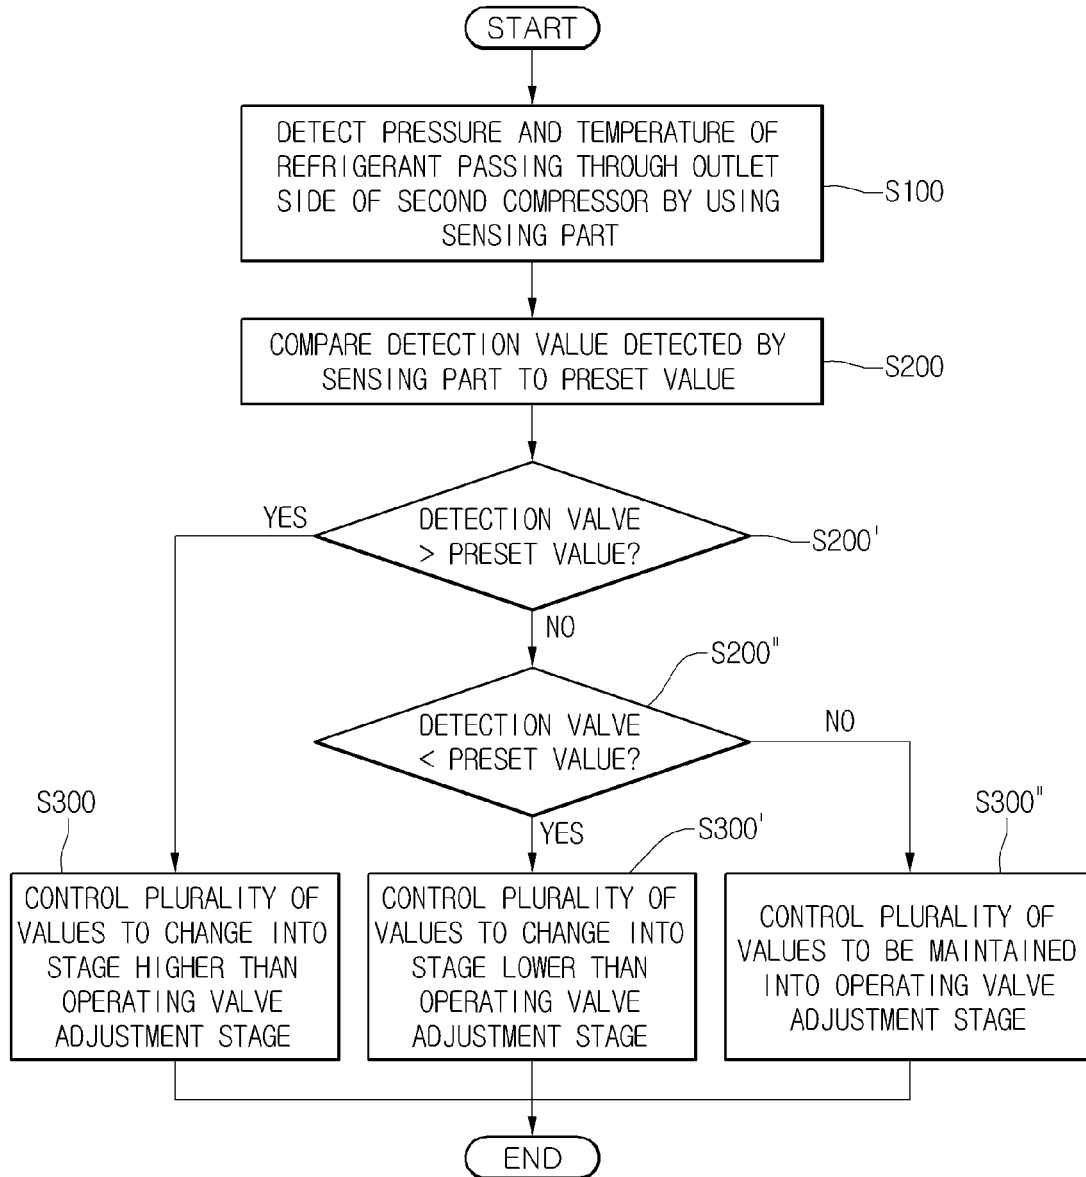 START
DETECT PRESSURE AND TEMPERATURE OF
REFRIGERANT PASSING THROUGH OUTLET
SIDE OF SECOND COMPRESSOR BY USING
SENSING PART
S100
COMPARE DETECTION VALUE DETECTED BY
SENSING PART TO PRESET VALUE
S200
YES
DETECTION VALVE
> PRESET VALUE?
S200'
NO
S200"
DETECTION VALVE
< PRESET VALUE?
NO
YES
S300
CONTROL PLURALITY OF
VALUES TO CHANGE INTO
STAGE HIGHER THAN
OPERATING VALVE
ADJUSTMENT STAGE
S300'
CONTROL PLURALITY OF
VALUES TO CHANGE INTO
STAGE LOWER THAN
OPERATING VALVE
ADJUSTMENT STAGE
S300"
CONTROL PLURALITY OF
VALUES TO BE MAINTAINED
INTO OPERATING VALVE
ADJUSTMENT STAGE
END